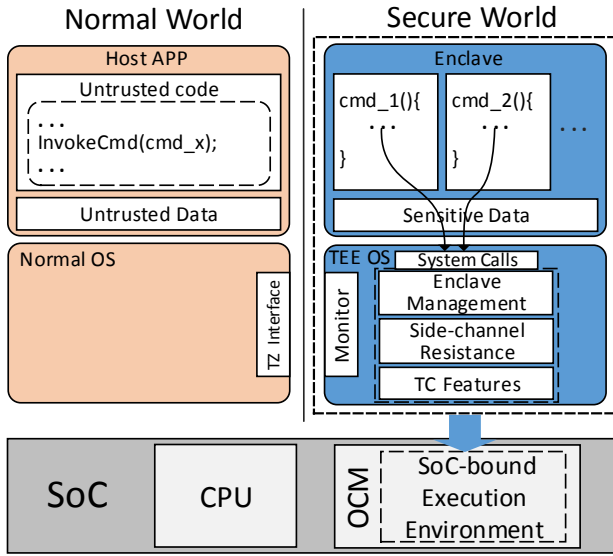 Normal World
Secure World
Host APP
Untrusted code
...
InvokeCmd(cmd_x);
...
Untrusted Data
Enclave
cmd_1(){
...
}
cmd_2(){
...
}
...
Sensitive Data
Normal OS
TZ Interface
TEE OS
System Calls
Monitor
Enclave
Management
Side-channel
Resistance
TC Features
SoC
CPU
OCM
SoC-bound
Execution
Environment